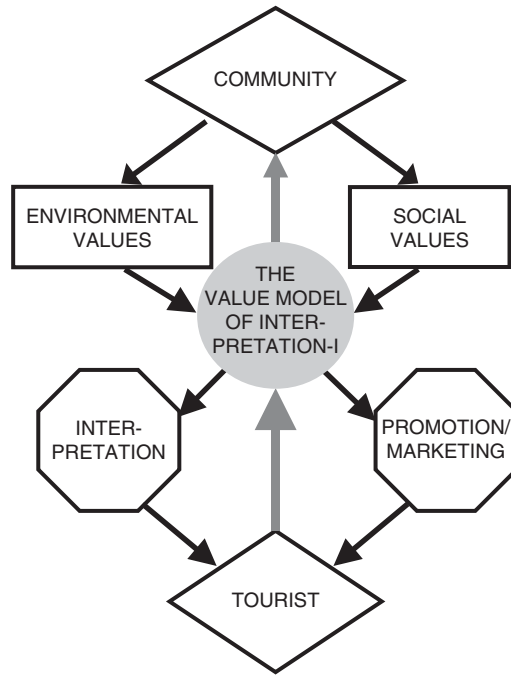 COMMUNITY
ENVIRONMENTAL
VALUES
SOCIAL
VALUES
THE
VALUE MODEL
OF INTER-
PRETATION-I
INTER-
PRETATION
PROMOTION/
MARKETING
TOURIST